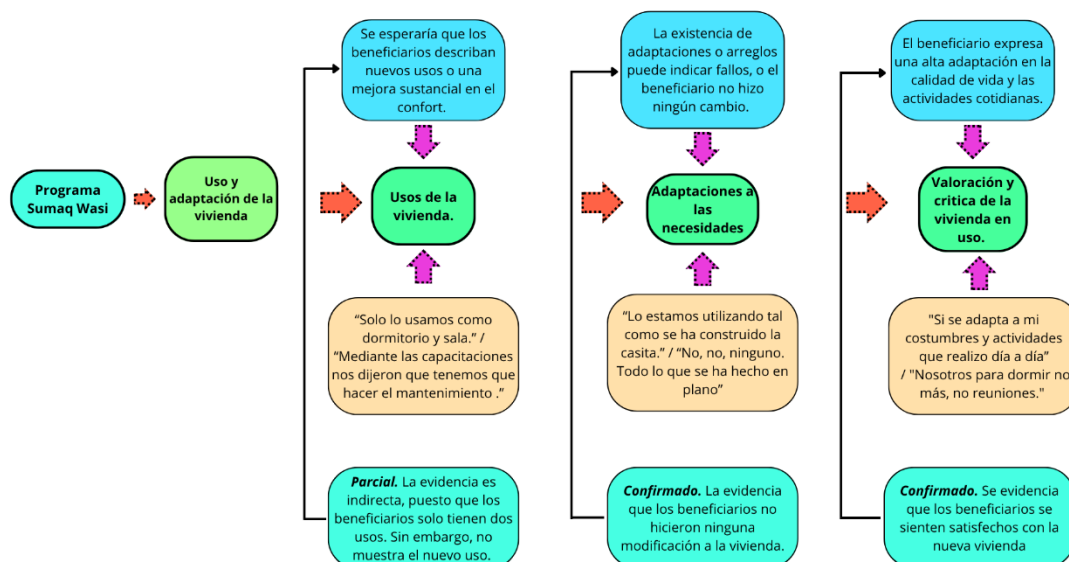 Programa
Sumaq Wasi
Uso y
adaptación de la
vivienda
Se esperaría que los
beneficiarios describan
nuevos usos o una
mejora sustancial en el
confort.
Usos de la
vivienda.
“Solo lo usamos como
dormitorio y sala.” /
“Mediante las capacitaciones
nos dijeron que tenemos que
hacer el mantenimiento .”
Parcial. La evidencia es
indirecta, puesto que los
beneficiarios solo tienen dos
usos. Sin embargo, no
muestra el nuevo uso.
La existencia de
adaptaciones o arreglos
puede indicar fallos, o el
beneficiario no hizo
ningún cambio.
Adaptaciones a
las
necesidades
“Lo estamos utilizando tal
como se ha construido la
casita.” / “No, no, ninguno.
Todo lo que se ha hecho en
plano”
Confirmado. La evidencia
que los beneficiarios no
hicieron ninguna
modificación a la vivienda.
El beneficiario expresa
una alta adaptación en la
calidad de vida y las
actividades cotidianas.
Valoración y
critica de la
vivienda en
uso.
"Si se adapta a mi
costumbres y actividades
que realizo día a día”
/ "Nosotros para dormir no
más, no reuniones."
Confirmado. Se evidencia
que los beneficiarios se
sienten satisfechos con la
nueva vivienda